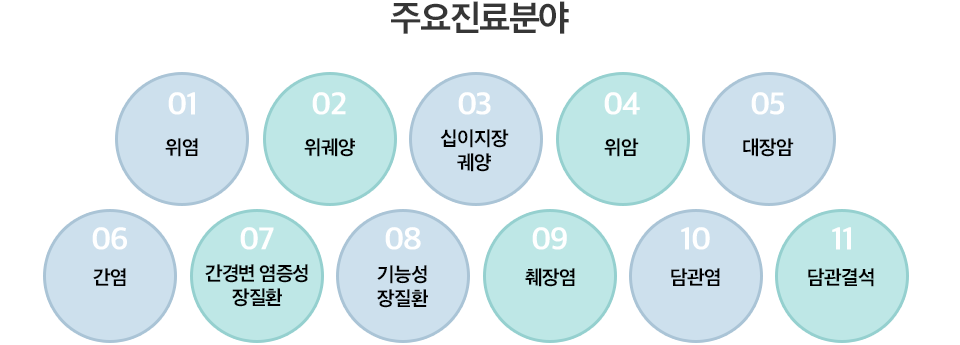 주요진료분야
01
위염
02
위궤양
03
십이지장
궤양
04
위암
05
대장암
06
간염
07
간경변 염증성
장질환
08
기능성
장질환
09
췌장염
10
담관염
11
담관결석